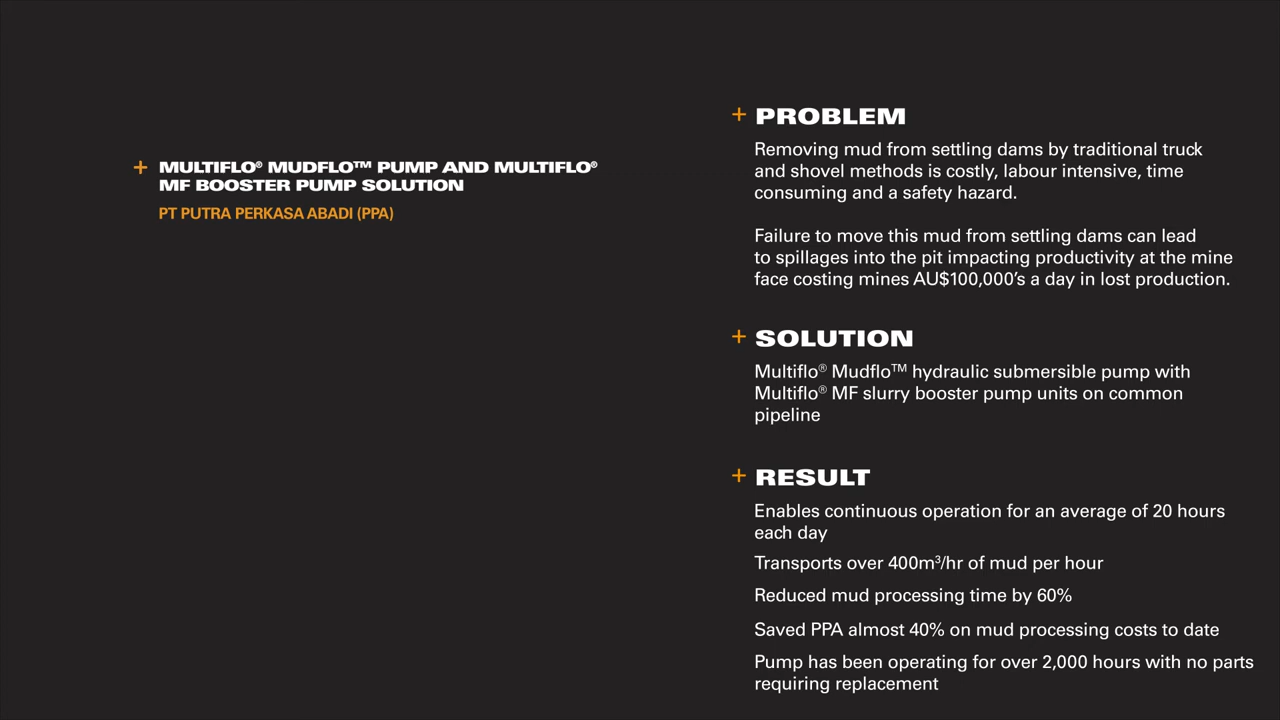 + MULTIFLO® MUDFLO™ PUMP AND MULTIFLO®
MF BOOSTER PUMP SOLUTION
PT PUTRA PERKASA ABADI (PPA)
+ PROBLEM
Removing mud from settling dams by traditional truck
and shovel methods is costly, labour intensive, time
consuming and a safety hazard.
Failure to move this mud from settling dams can lead
to spillages into the pit impacting productivity at the mine
face costing mines AU$100,000's a day in lost production.
+ SOLUTION
Multiflo® Mudflo™ hydraulic submersible pump with
Multiflo® MF slurry booster pump units on common
pipeline
+ RESULT
Enables continuous operation for an average of 20 hours
each day
Transports over 400m³/hr of mud per hour
Reduced mud processing time by 60%
Saved PPA almost 40% on mud processing costs to date
Pump has been operating for over 2,000 hours with no parts
requiring replacement